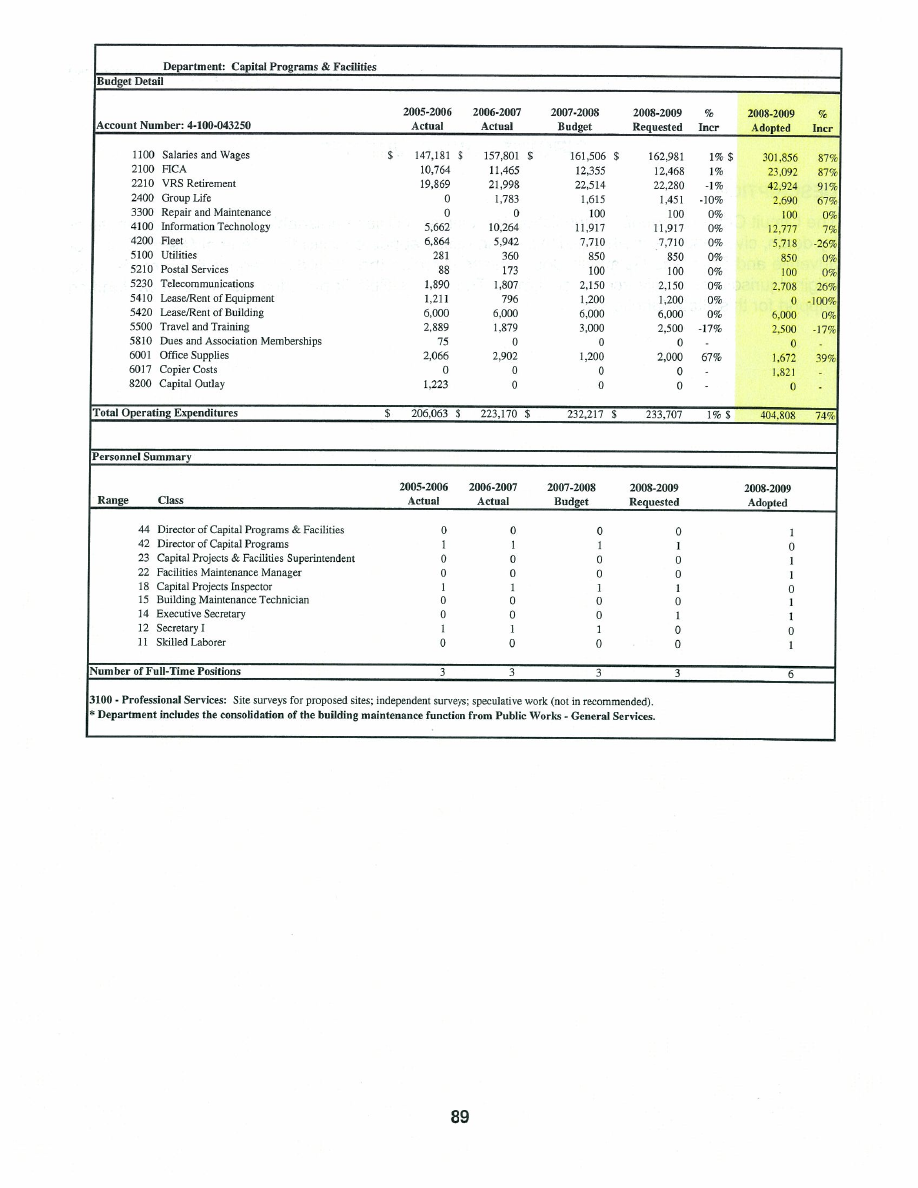 Department: Capital Programs & Facilities
Budget Detail
2005-2006 2006-2007 2007-2008 2008-2009 % 2008-2009 %
Account Number: 4-100-043250 Actual Actual Budget Requested Incr Adopted Incr
1100 Salaries and Wages $ 147,181 $ 157,801 $ 161,506 $ 162,981 1% $ 301,856 87%
2100 FICA 10,764 11,465 12,355 12,468 1% 23,092 87%
2210 VRS Retirement 19,869 21,998 22,514 22,280 -1% 42,924 91%
2400 Group Life 0 1,783 1,615 1,451 -10% 2,690 67%
3300 Repair and Maintenance 0 0 100 100 0% 100 0%
4100 Information Technology 5,662 10,264 11,917 11,917 0% 12,777 7%
4200 Fleet 6,864 5,942 7,710 7,710 0% 5,718 -26%
5100 Utilities 281 360 850 850 0% 850 0%
5210 Postal Services 88 173 100 100 0% 100 0%
5230 Telecommunications 1,890 1,807 2,150 2,150 0% 2,708 26%
5410 Lease/Rent of Equipment 1,211 796 1,200 1,200 0% 0 -100%
5420 Lease/Rent of Building 6,000 6,000 6,000 6,000 0% 6,000 0%
5500 Travel and Training 2,889 1,879 3,000 2,500 -17% 2,500 -17%
5810 Dues and Association Memberships 75 0 0 0 - 0 -
6001 Office Supplies 2,066 2,902 1,200 2,000 67% 1,672 39%
6017 Copier Costs 0 0 0 0 - 1,821 -
8200 Capital Outlay 1,223 0 0 0 - 0 -
Total Operating Expenditures $ 206,063 $ 223,170 $ 232,217 $ 233,707 1% $ 404,808 74%
Personnel Summary
2005-2006 2006-2007 2007-2008 2008-2009 2008-2009
Range Class Actual Actual Budget Requested Adopted
44 Director of Capital Programs & Facilities 0 0 0 0 1
42 Director of Capital Programs 1 1 1 1 0
23 Capital Projects & Facilities Superintendent 0 0 0 0 1
22 Facilities Maintenance Manager 0 0 0 0 1
18 Capital Projects Inspector 1 1 1 1 0
15 Building Maintenance Technician 0 0 0 0 1
14 Executive Secretary 0 0 0 1 1
12 Secretary I 1 1 1 0 0
11 Skilled Laborer 0 0 0 0 1
Number of Full-Time Positions 3 3 3 3 6
3100 - Professional Services: Site surveys for proposed sites; independent surveys; speculative work (not in recommended).
* Department includes the consolidation of the building maintenance function from Public Works - General Services.
89